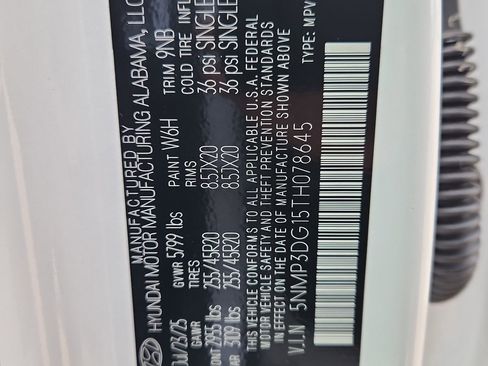 MANUFACTURED BY
HYUNDAI MOTOR MANUFACTURING ALABAMA, LLC
/23/25 GVWR 5799 lbs PAINT W6H TRIM 9NB
GAWR TIRES RIMS COLD TIRE INFL
ONT 2955 lbs 255/45R20 8.5JX20 36 psi SINGLE
AR 3109 lbs 255/45R20 8.5JX20 36 psi SINGLE
THIS VEHICLE CONFORMS TO ALL APPLICABLE U.S.A. FEDERAL
MOTOR VEHICLE SAFETY AND THEFT PREVENTION STANDARDS
IN EFFECT ON THE DATE OF MANUFACTURE SHOWN ABOVE
V.I.N 5NMP3DG15TH078645 TYPE: MPV